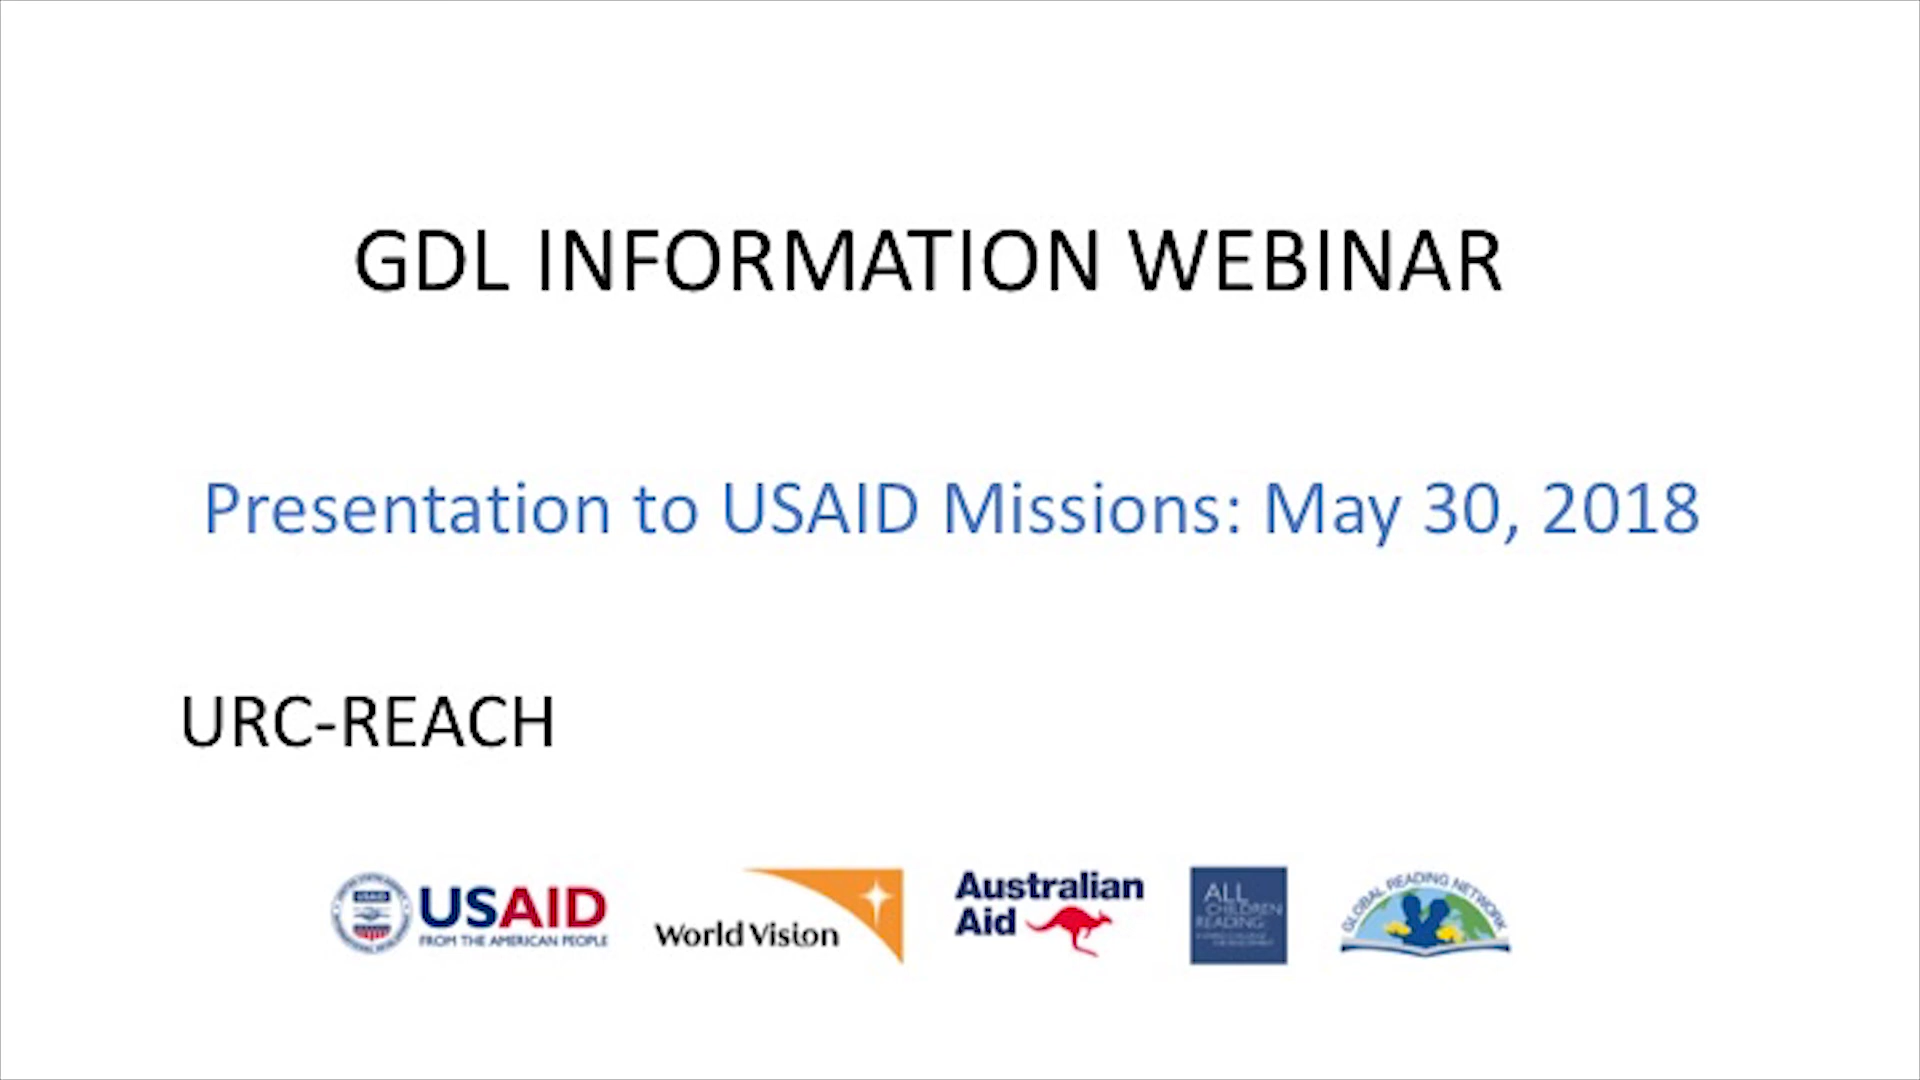 GDL INFORMATION WEBINAR
Presentation to USAID Missions: May 30, 2018
URC-REACH
USAID
FROM THE AMERICAN PEOPLE
World Vision
Australian
Aid
ALL
CHILDREN
READING
GLOBAL READING NETWORK